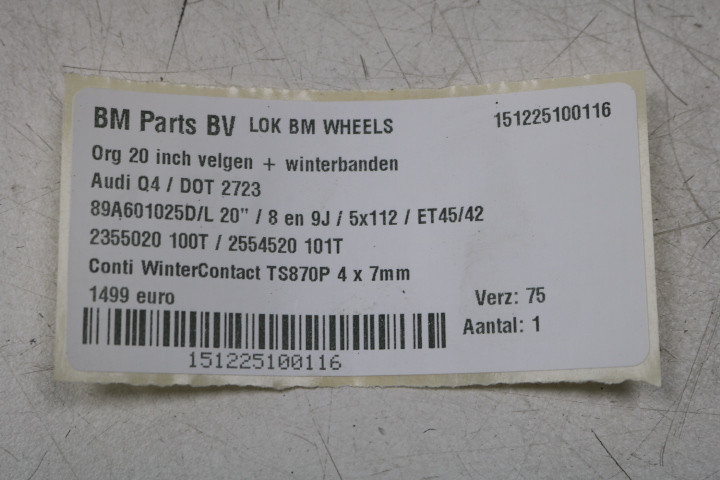 BM Parts BV LOK BM WHEELS 151225100116
Org 20 inch velgen + winterbanden
Audi Q4 / DOT 2723
89A601025D/L 20" / 8 en 9J / 5x112 / ET45/42
2355020 100T / 2554520 101T
Conti WinterContact TS870P 4 x 7mm
1499 euro Verz: 75
Aantal: 1
151225100116